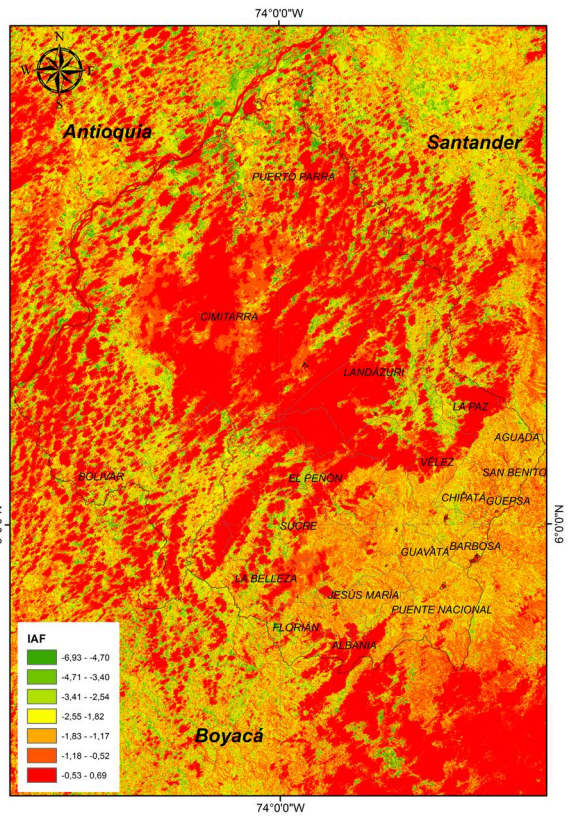 74°0'0"W
N
W E
S
Antioquia
Santander
PUERTO PARRA
CIMITARRA
LANDÁZURI
LA PAZ
AGUADA
BOLÍVAR
EL PEÑÓN
VÉLEZ
SAN BENITO
CHIPATÁ
GÜEPSA
SUCRE
6°0'0"N
GUAVATÁ
BARBOSA
LA BELLEZA
JESÚS MARÍA
PUENTE NACIONAL
FLORIÁN
ALBANIA
IAF
-6,93 - -4,70
-4,71 - -3,40
-3,41 - -2,54
-2,55 - 1,82
-1,83 - -1,17
-1,18 - -0,52
-0,53 - 0,69
Boyacá
74°0'0"W